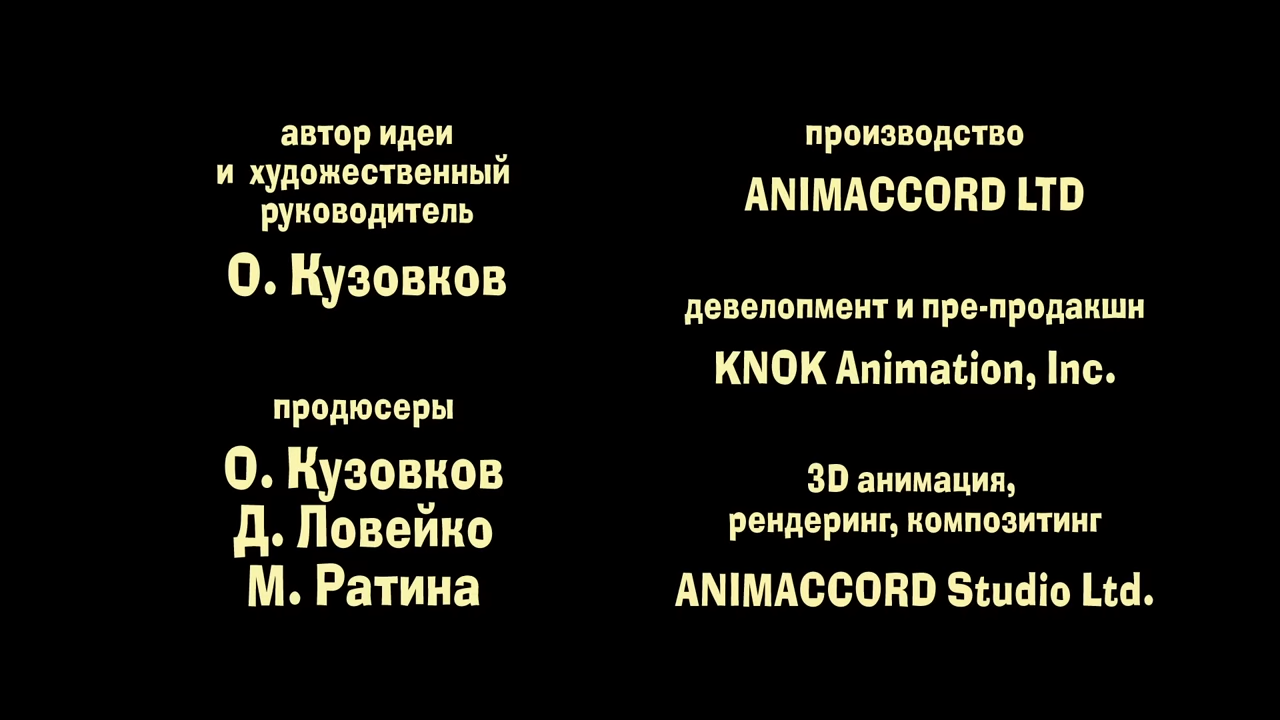 автор идеи
и художественный
руководитель
О. Кузовков
продюсеры
О. Кузовков
Д. Ловейко
М. Ратина
производство
ANIMACCORD LTD
девелопмент и пре-продакшн
KNOK Animation, Inc.
3D анимация,
рендеринг, композитинг
ANIMACCORD Studio Ltd.